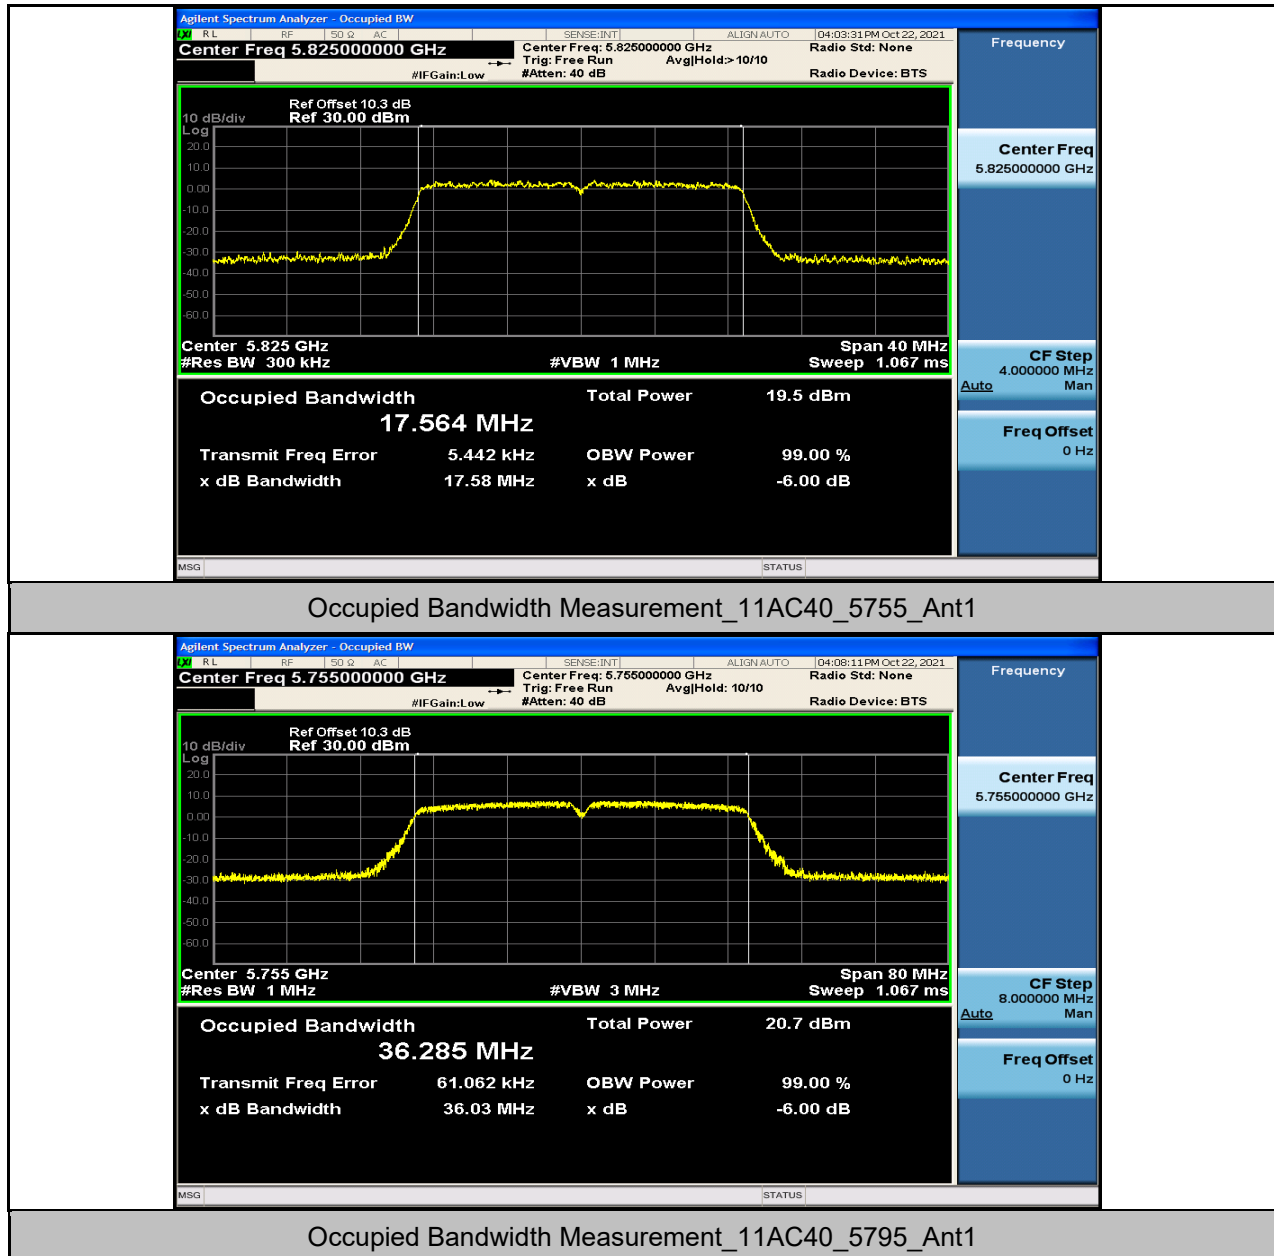 Agilent Spectrum Analyzer - Occupied BW
LXI RL RF 50 Ω AC SENSE:INT ALIGN AUTO 04:03:31 PM Oct 22, 2021
Center Freq 5.825000000 GHz Center Freq: 5.825000000 GHz Radio Std: None
Trig: Free Run Avg|Hold:> 10/10
#IFGain:Low #Atten: 40 dB Radio Device: BTS
Ref Offset 10.3 dB
10 dB/div Ref 30.00 dBm
Log
20.0
10.0
0.00
-10.0
-20.0
-30.0
-40.0
-50.0
-60.0
Center 5.825 GHz Span 40 MHz
#Res BW 300 kHz #VBW 1 MHz Sweep 1.067 ms
Occupied Bandwidth Total Power 19.5 dBm
17.564 MHz
Transmit Freq Error 5.442 kHz OBW Power 99.00 %
x dB Bandwidth 17.58 MHz x dB -6.00 dB
MSG STATUS
Frequency
Center Freq
5.825000000 GHz
CF Step
4.000000 MHz
Auto Man
Freq Offset
0 Hz
Occupied Bandwidth Measurement_11AC40_5755_Ant1
Agilent Spectrum Analyzer - Occupied BW
LXI RL RF 50 Ω AC SENSE:INT ALIGN AUTO 04:08:11 PM Oct 22, 2021
Center Freq 5.755000000 GHz Center Freq: 5.755000000 GHz Radio Std: None
Trig: Free Run Avg|Hold: 10/10
#IFGain:Low #Atten: 40 dB Radio Device: BTS
Ref Offset 10.3 dB
10 dB/div Ref 30.00 dBm
Log
20.0
10.0
0.00
-10.0
-20.0
-30.0
-40.0
-50.0
-60.0
Center 5.755 GHz Span 80 MHz
#Res BW 1 MHz #VBW 3 MHz Sweep 1.067 ms
Occupied Bandwidth Total Power 20.7 dBm
36.285 MHz
Transmit Freq Error 61.062 kHz OBW Power 99.00 %
x dB Bandwidth 36.03 MHz x dB -6.00 dB
MSG STATUS
Frequency
Center Freq
5.755000000 GHz
CF Step
8.000000 MHz
Auto Man
Freq Offset
0 Hz
Occupied Bandwidth Measurement_11AC40_5795_Ant1